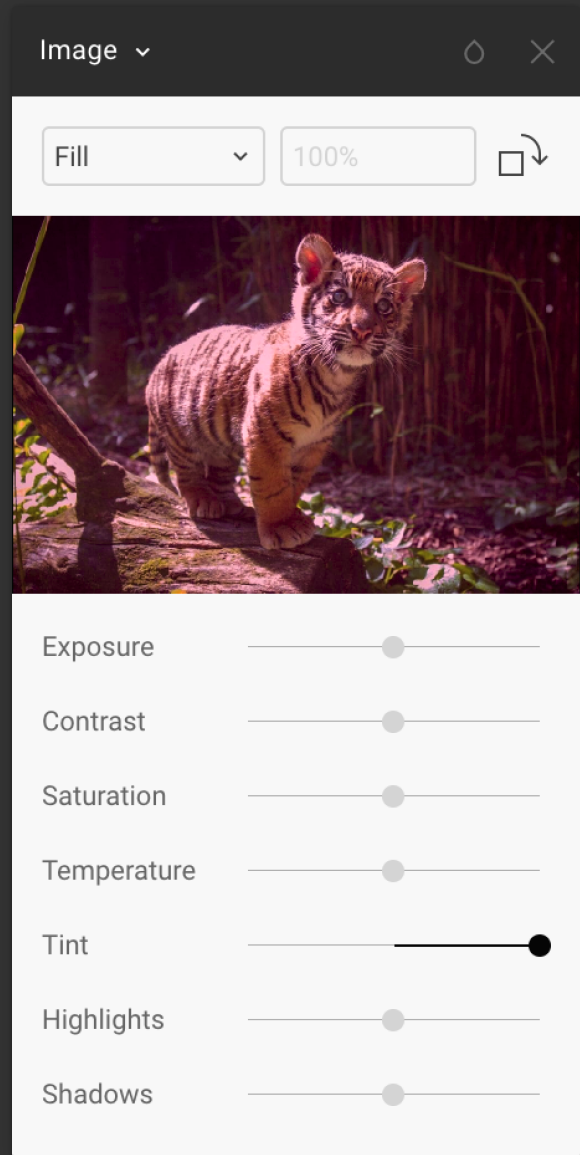 Image
Fill
100%
Exposure
Contrast
Saturation
Temperature
Tint
Highlights
Shadows